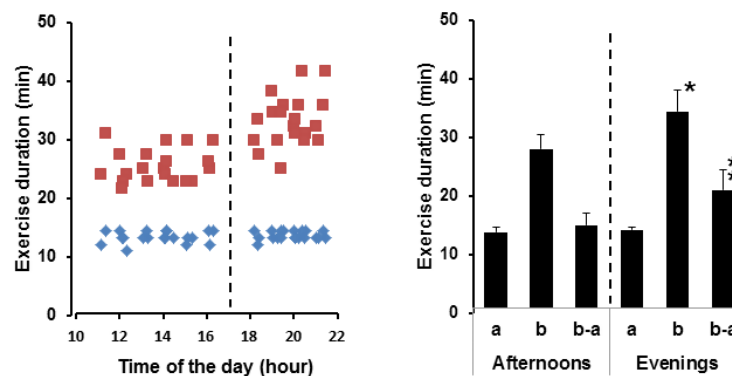 Exercise duration (min)
50
40
30
20
10
0
10 12 14 16 18 20 22
Time of the day (hour)
Exercise duration (min)
50
40
30
20
10
0
*
*
*
a b b-a a b b-a
Afternoons Evenings